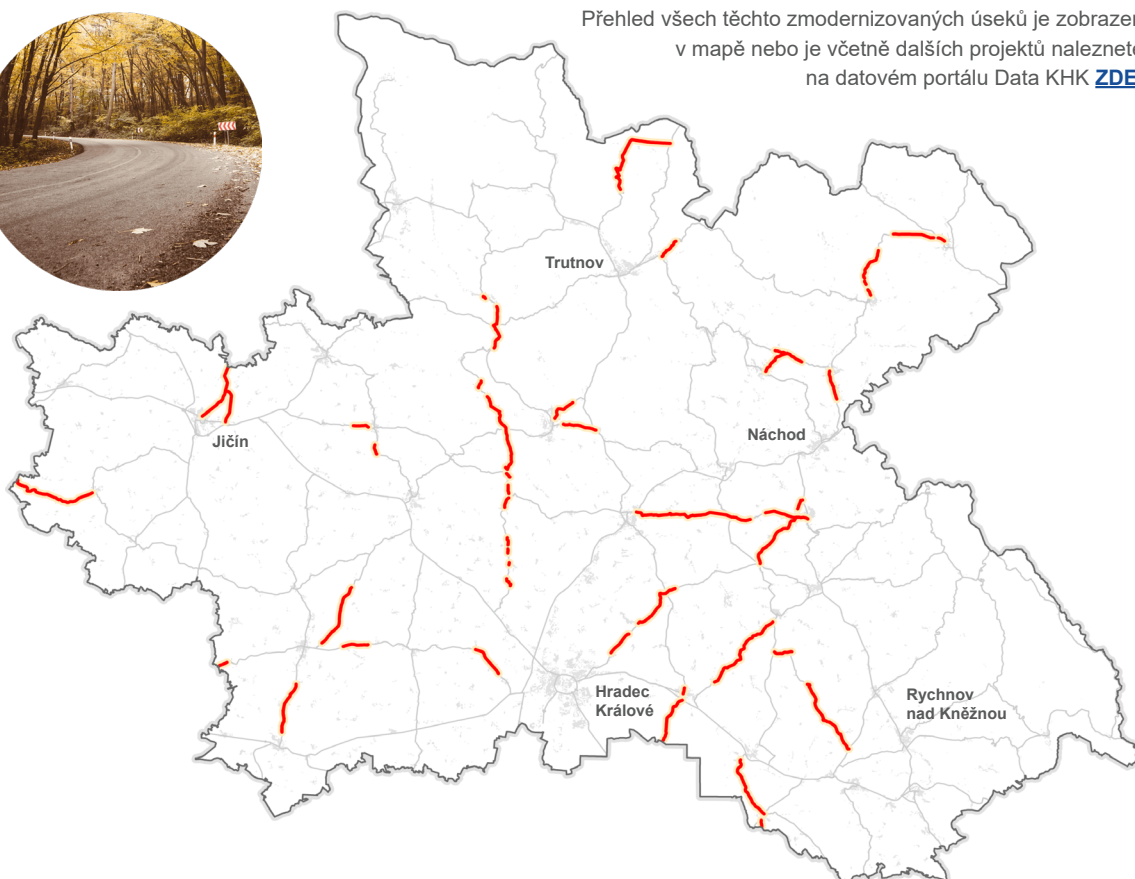 Přehled všech těchto zmodernizovaných úseků je zobrazen
v mapě nebo je včetně dalších projektů naleznete
na datovém portálu Data KHK ZDE
Trutnov
Jičín
Náchod
Hradec
Králové
Rychnov
nad Kněžnou